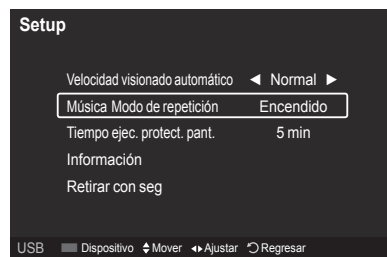 Setup
Velocidad visionado automático ◄ Normal ►
Música Modo de repetición Encendido
Tiempo ejec. protect. pant. 5 min
Información
Retirar con seg
USB Dispositivo Mover Ajustar Regresar